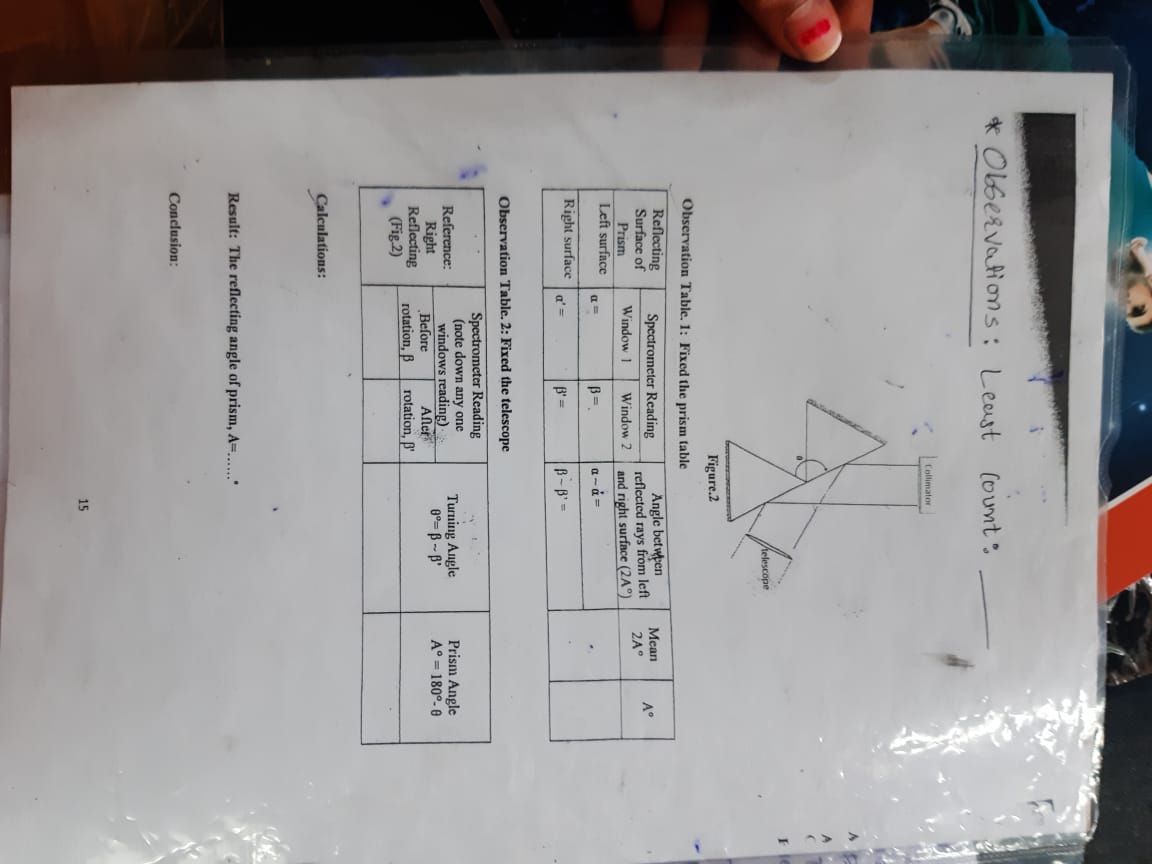 * Observations: Least Count: ____
Collimator
θ
telescope
Figure.2
Observation Table. 1: Fixed the prism table
Reflecting Surface of Prism
Spectrometer Reading
Window 1
Window 2
Angle between reflected rays from left and right surface (2A°)
Mean 2A°
A°
Left surface
α =
β =
α ~ α' =
Right surface
α' =
β' =
β ~ β' =
Observation Table. 2: Fixed the telescope
Reference: Right Reflecting (Fig.2)
Spectrometer Reading (note down any one windows reading)
Before rotation, β
After rotation, β'
Turning Angle
θ°= β ~ β'
Prism Angle
A° = 180°- θ
Calculations:
Result: The reflecting angle of prism, A=...... °
Conclusion:
15